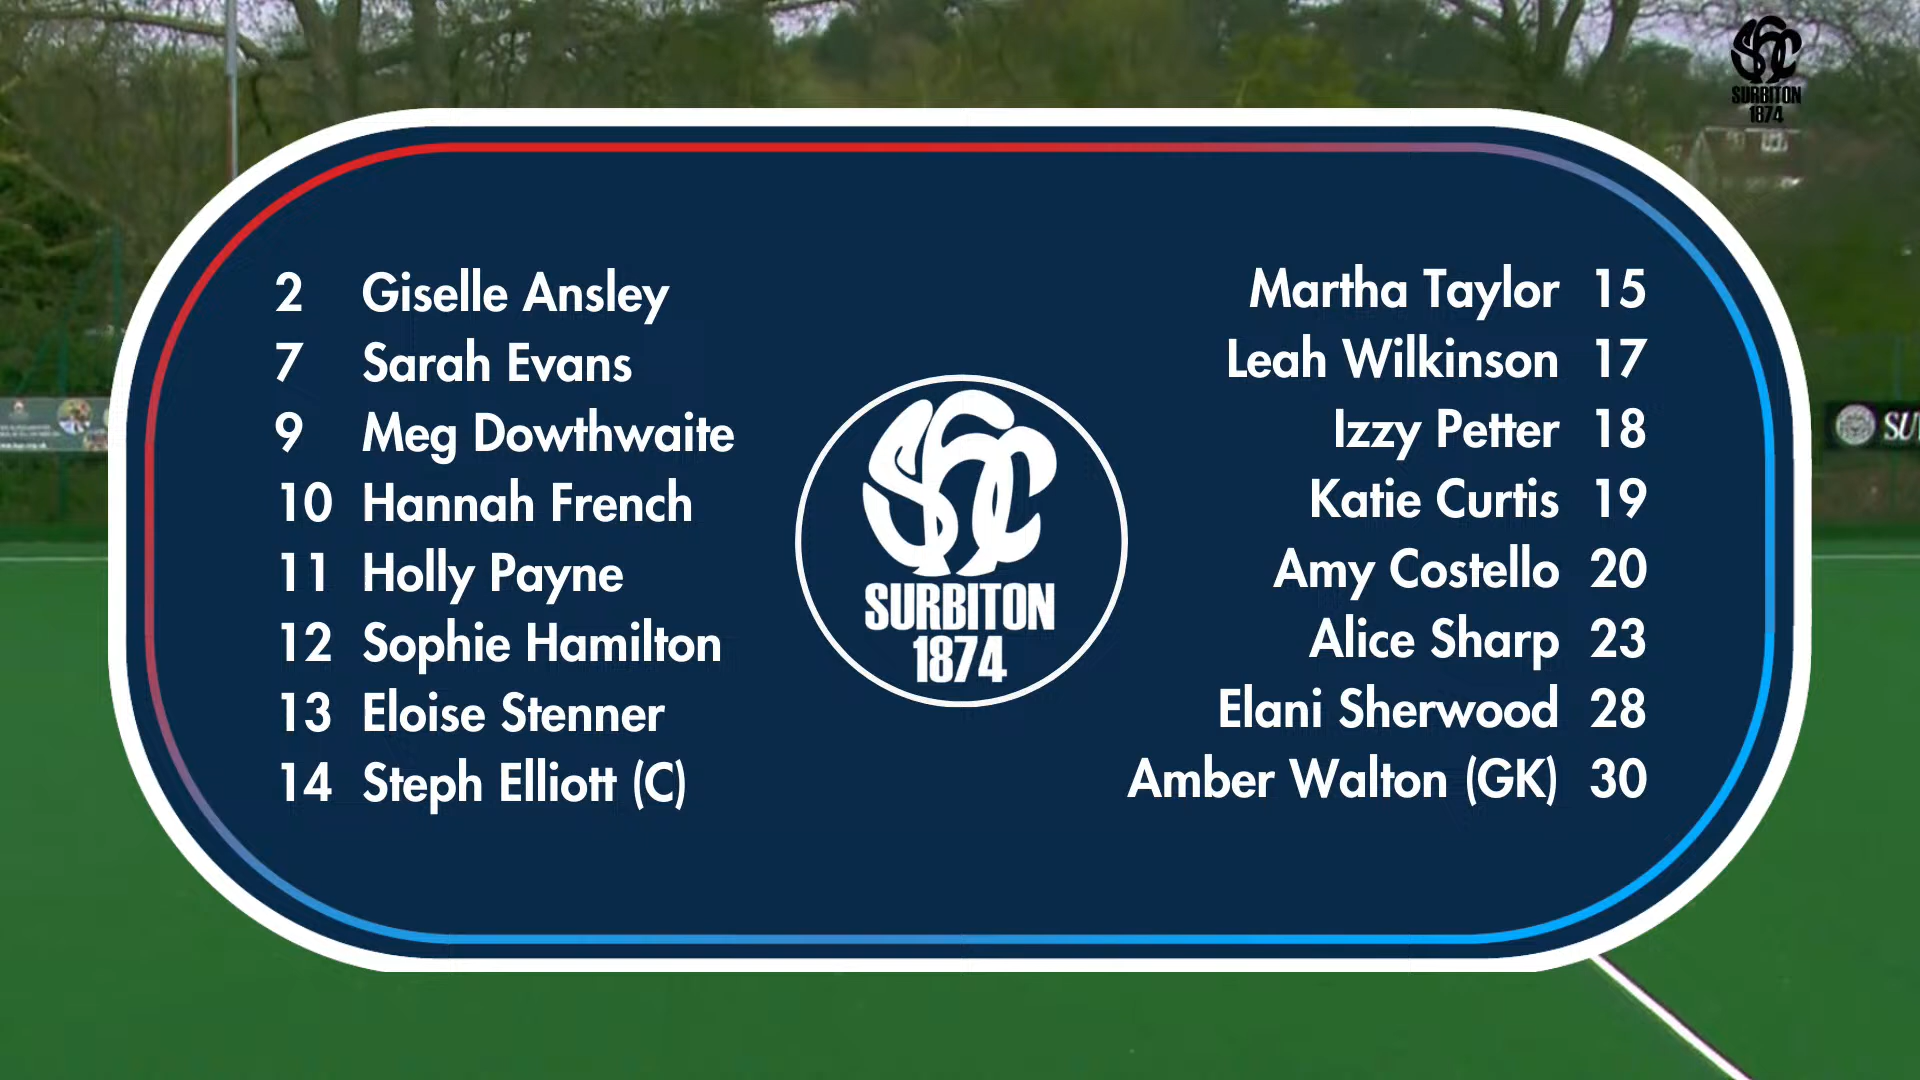 SURBITON
1874
2 Giselle Ansley
7 Sarah Evans
9 Meg Dowthwaite
10 Hannah French
11 Holly Payne
12 Sophie Hamilton
13 Eloise Stenner
14 Steph Elliott (C)
shc
SURBITON
1874
Martha Taylor 15
Leah Wilkinson 17
Izzy Petter 18
Katie Curtis 19
Amy Costello 20
Alice Sharp 23
Elani Sherwood 28
Amber Walton (GK) 30
SU